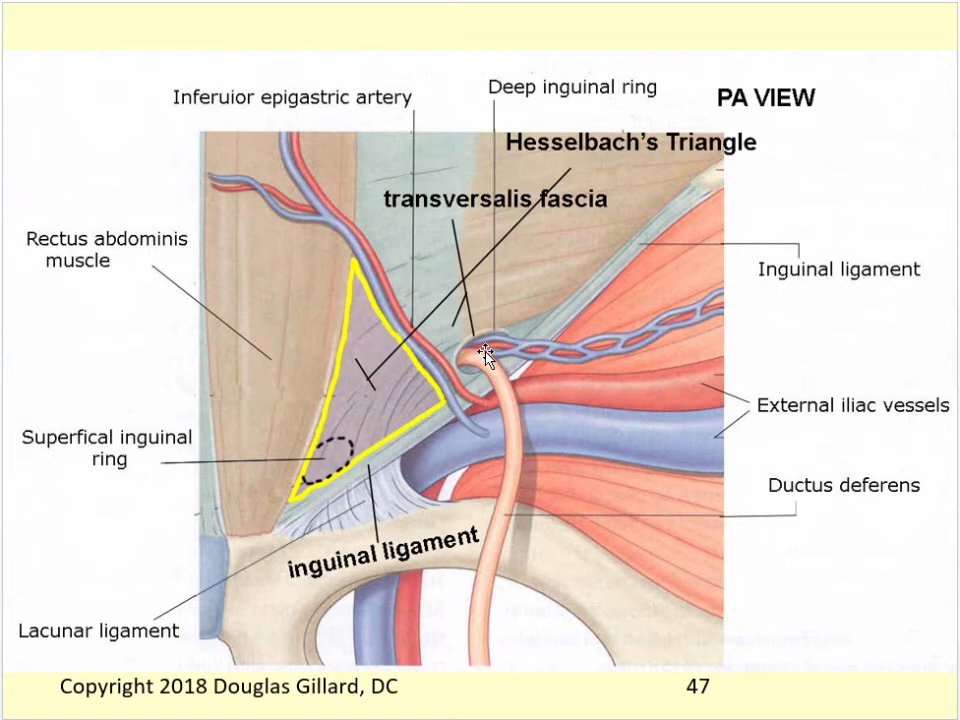 Inferuior epigastric artery
Deep inguinal ring
PA VIEW
Hesselbach's Triangle
transversalis fascia
Rectus abdominis
muscle
Inguinal ligament
External iliac vessels
Superfical inguinal
ring
Ductus deferens
inguinal ligament
Lacunar ligament
Copyright 2018 Douglas Gillard, DC
47